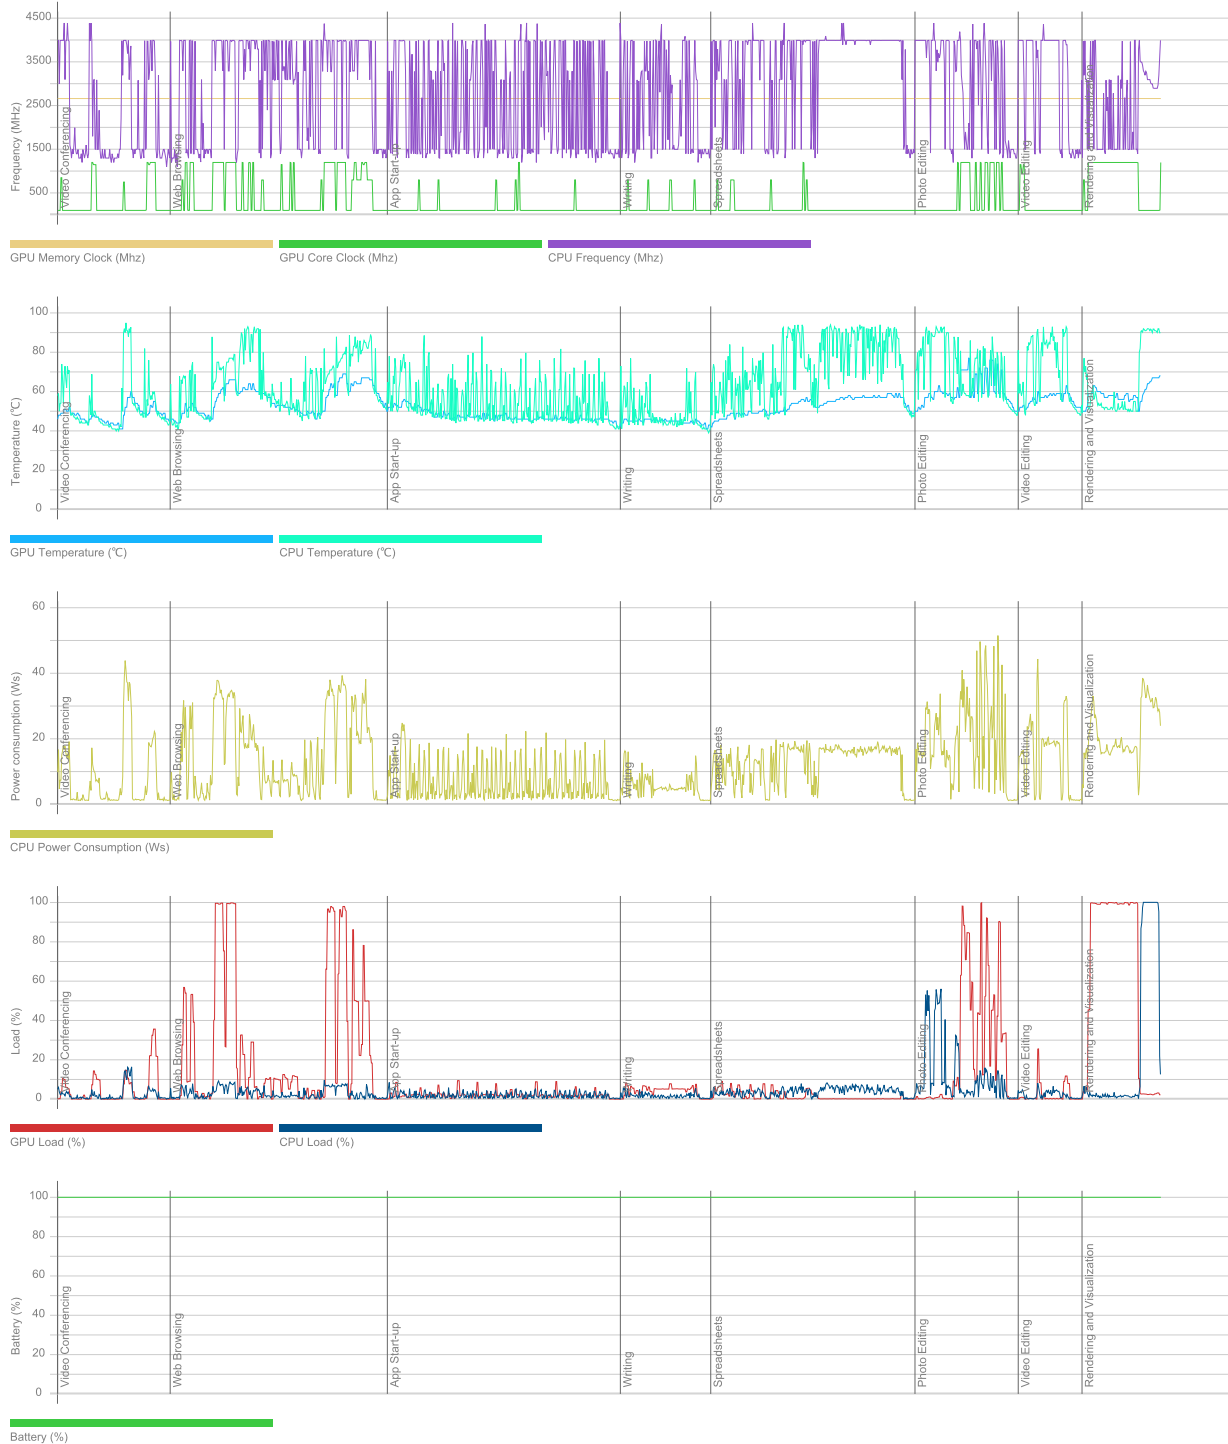 4500
3500
2500
1500
500
Frequency (MHz)
Video Conferencing
Web Browsing
App Start-up
Writing
Spreadsheets
Photo Editing
Video Editing
Rendering and Visualization
GPU Memory Clock (Mhz)
GPU Core Clock (Mhz)
CPU Frequency (Mhz)
100
80
60
40
20
0
Temperature (℃)
Video Conferencing
Web Browsing
App Start-up
Writing
Spreadsheets
Photo Editing
Video Editing
Rendering and Visualization
GPU Temperature (℃)
CPU Temperature (℃)
60
40
20
0
Power consumption (Ws)
Video Conferencing
Web Browsing
App Start-up
Writing
Spreadsheets
Photo Editing
Video Editing
Rendering and Visualization
CPU Power Consumption (Ws)
100
80
60
40
20
0
Load (%)
Video Conferencing
Web Browsing
App Start-up
Writing
Spreadsheets
Photo Editing
Video Editing
Rendering and Visualization
GPU Load (%)
CPU Load (%)
100
80
60
40
20
0
Battery (%)
Video Conferencing
Web Browsing
App Start-up
Writing
Spreadsheets
Photo Editing
Video Editing
Rendering and Visualization
Battery (%)